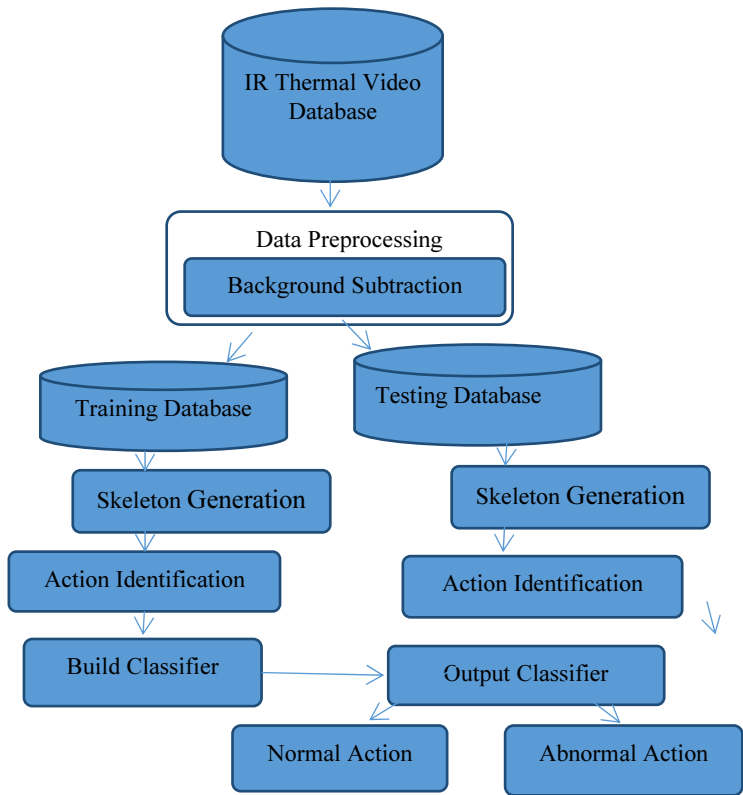 IR Thermal Video
Database
Data Preprocessing
Background Subtraction
Training Database
Testing Database
Skeleton Generation
Skeleton Generation
Action Identification
Action Identification
Build Classifier
Output Classifier
Normal Action
Abnormal Action